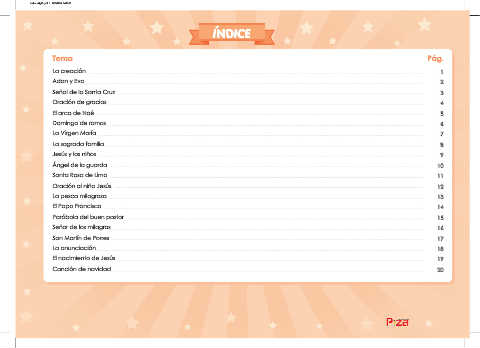 ÍNDICE
Tema Pág.
La creación 1
Adan y Eva 2
Señal de la Santa Cruz 3
Oración de gracias 4
El arca de Noé 5
Domingo de ramos 6
La Virgen María 7
La sagrada familia 8
Jesús y los niños 9
Ángel de la guarda 10
Santa Rosa de Lima 11
Oración al niño Jesús 12
La pesca milagrosa 13
El Papa Francisco 14
Parábola del buen pastor 15
Señor de los milagros 16
San Martín de Porres 17
La anunciación 18
El nacimiento de Jesús 19
Canción de navidad 20